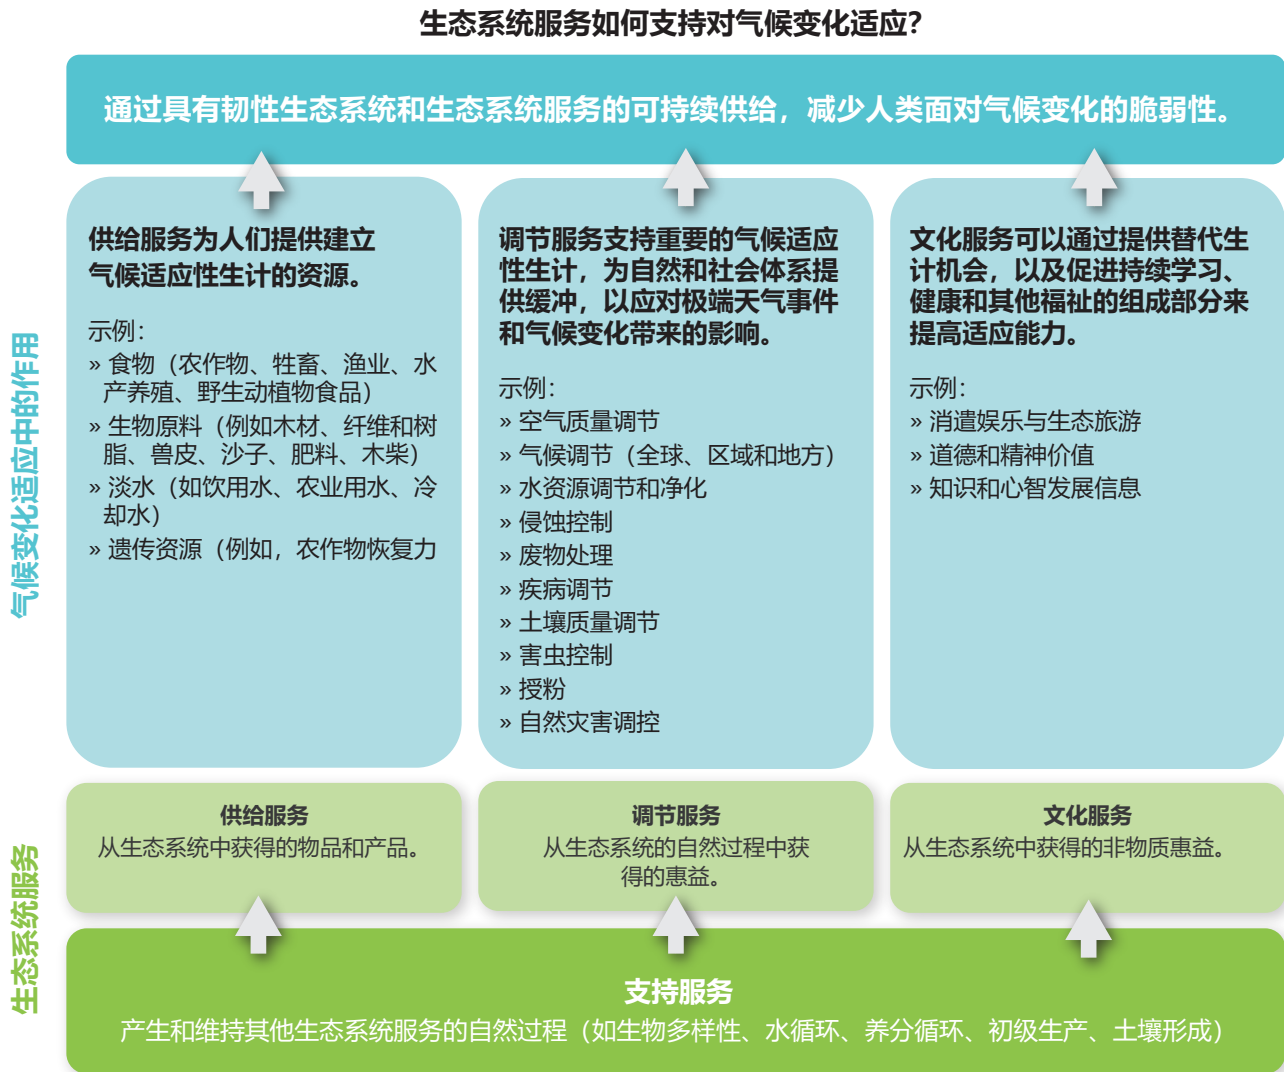 生态系统服务如何支持对气候变化适应？
通过具有韧性生态系统和生态系统服务的可持续供给，减少人类面对气候变化的脆弱性。
气候变化适应中的作用
供给服务为人们提供建立
气候适应性生计的资源。
示例：
» 食物（农作物、牲畜、渔业、水
产养殖、野生动植物食品）
» 生物原料（例如木材、纤维和树
脂、兽皮、沙子、肥料、木柴）
» 淡水（如饮用水、农业用水、冷
却水）
» 遗传资源（例如，农作物恢复力
调节服务支持重要的气候适应
性生计，为自然和社会体系提
供缓冲，以应对极端天气事件
和气候变化带来的影响。
示例：
» 空气质量调节
» 气候调节（全球、区域和地方）
» 水资源调节和净化
» 侵蚀控制
» 废物处理
» 疾病调节
» 土壤质量调节
» 害虫控制
» 授粉
» 自然灾害调控
文化服务可以通过提供替代生
计机会，以及促进持续学习、
健康和其他福祉的组成部分来
提高适应能力。
示例：
» 消遣娱乐与生态旅游
» 道德和精神价值
» 知识和心智发展信息
生态系统服务
供给服务
从生态系统中获得的物品和产品。
调节服务
从生态系统的自然过程中获
得的惠益。
文化服务
从生态系统中获得的非物质惠益。
支持服务
产生和维持其他生态系统服务的自然过程（如生物多样性、水循环、养分循环、初级生产、土壤形成）